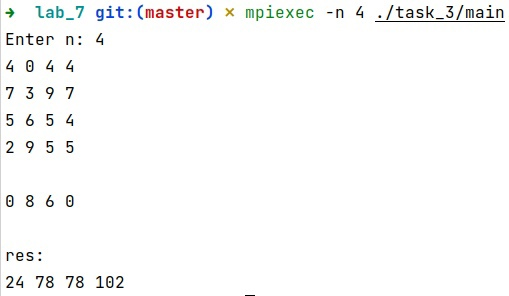 ➜  lab_7 git:(master) ✗ mpiexec -n 4 ./task_3/main
Enter n: 4
4 0 4 4
7 3 9 7
5 6 5 4
2 9 5 5
0 8 6 0
res:
24 78 78 102